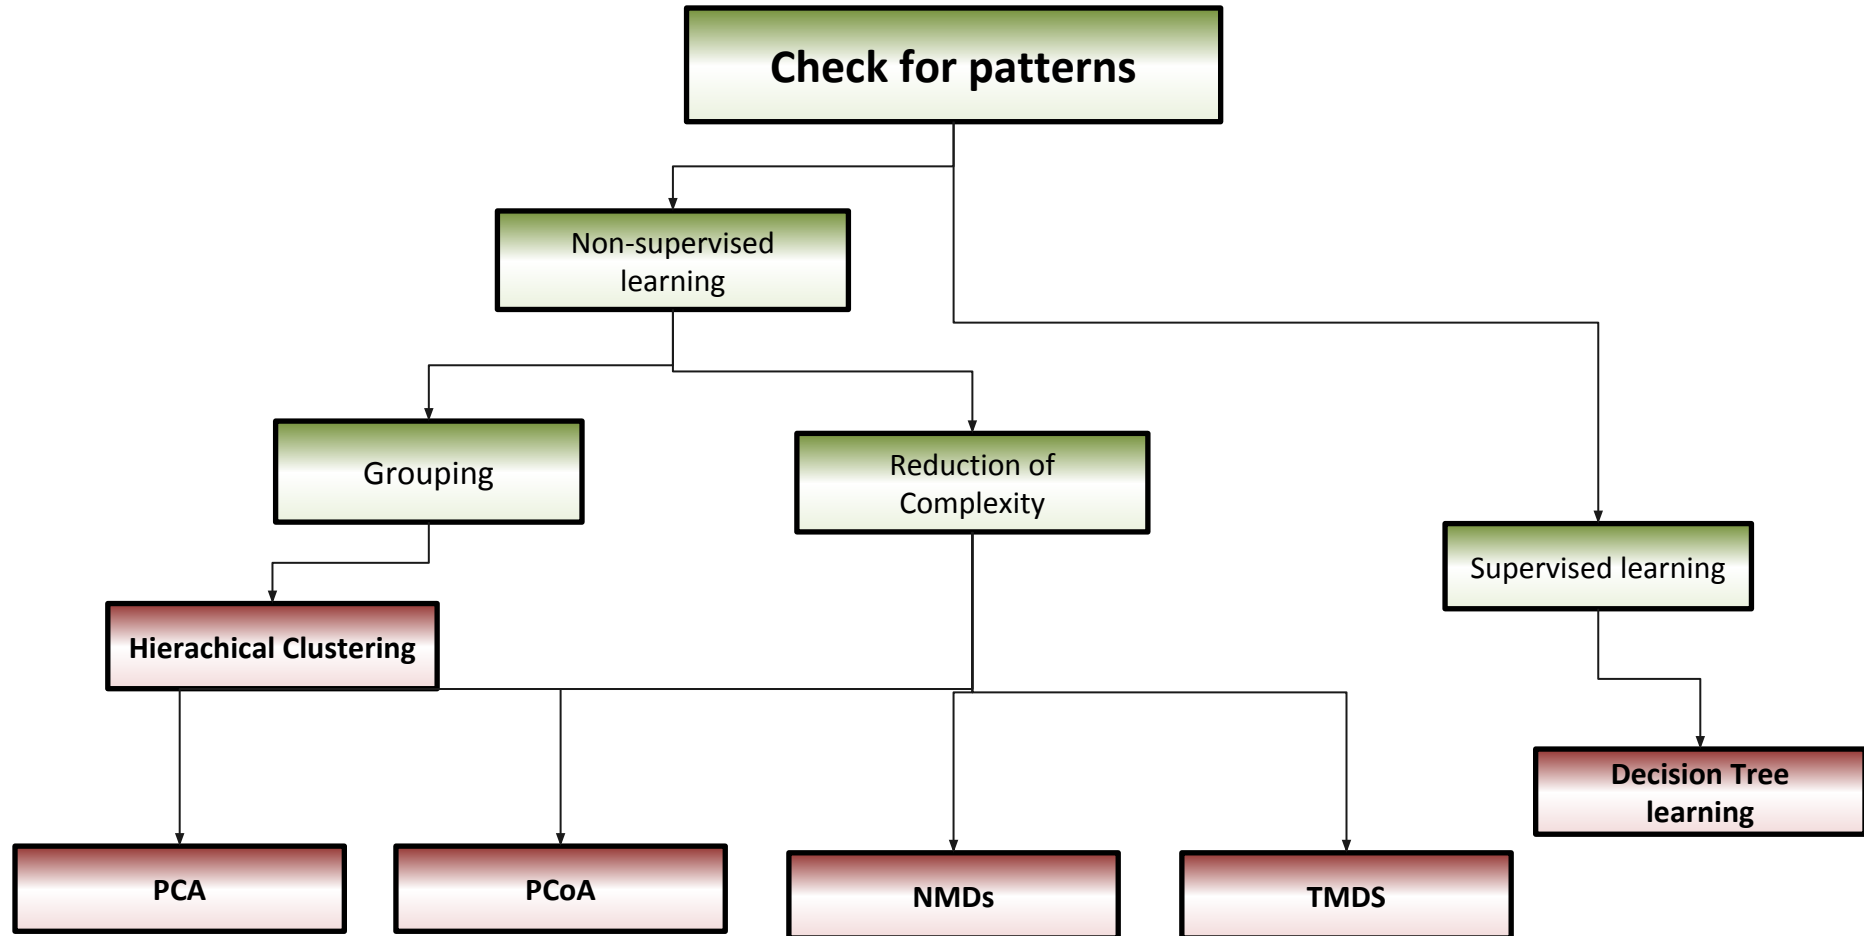 Check for patterns
Non-supervised
learning
Grouping
Reduction of
Complexity
Supervised learning
Hierachical Clustering
Decision Tree
learning
PCA
PCoA
NMDs
TMDS